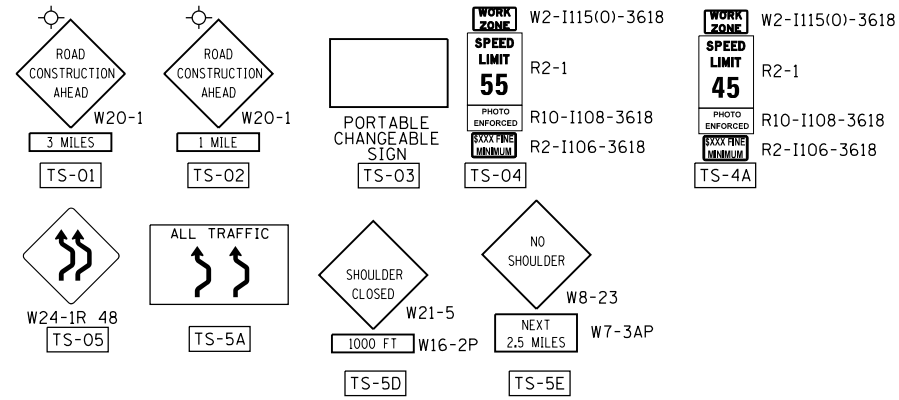 ROAD
CONSTRUCTION
AHEAD
W20-1
3 MILES
TS-01
ROAD
CONSTRUCTION
AHEAD
W20-1
1 MILE
TS-02
PORTABLE
CHANGEABLE
SIGN
TS-03
WORK
ZONE
W2-I115(O)-3618
SPEED
LIMIT
55
R2-1
PHOTO
ENFORCED
R10-I108-3618
$XXX FINE
MINIMUM
R2-I106-3618
TS-04
WORK
ZONE
W2-I115(O)-3618
SPEED
LIMIT
45
R2-1
PHOTO
ENFORCED
R10-I108-3618
$XXX FINE
MINIMUM
R2-I106-3618
TS-4A
W24-1R 48
TS-05
ALL TRAFFIC
TS-5A
SHOULDER
CLOSED
W21-5
1000 FT
W16-2P
TS-5D
NO
SHOULDER
W8-23
NEXT
2.5 MILES
W7-3AP
TS-5E